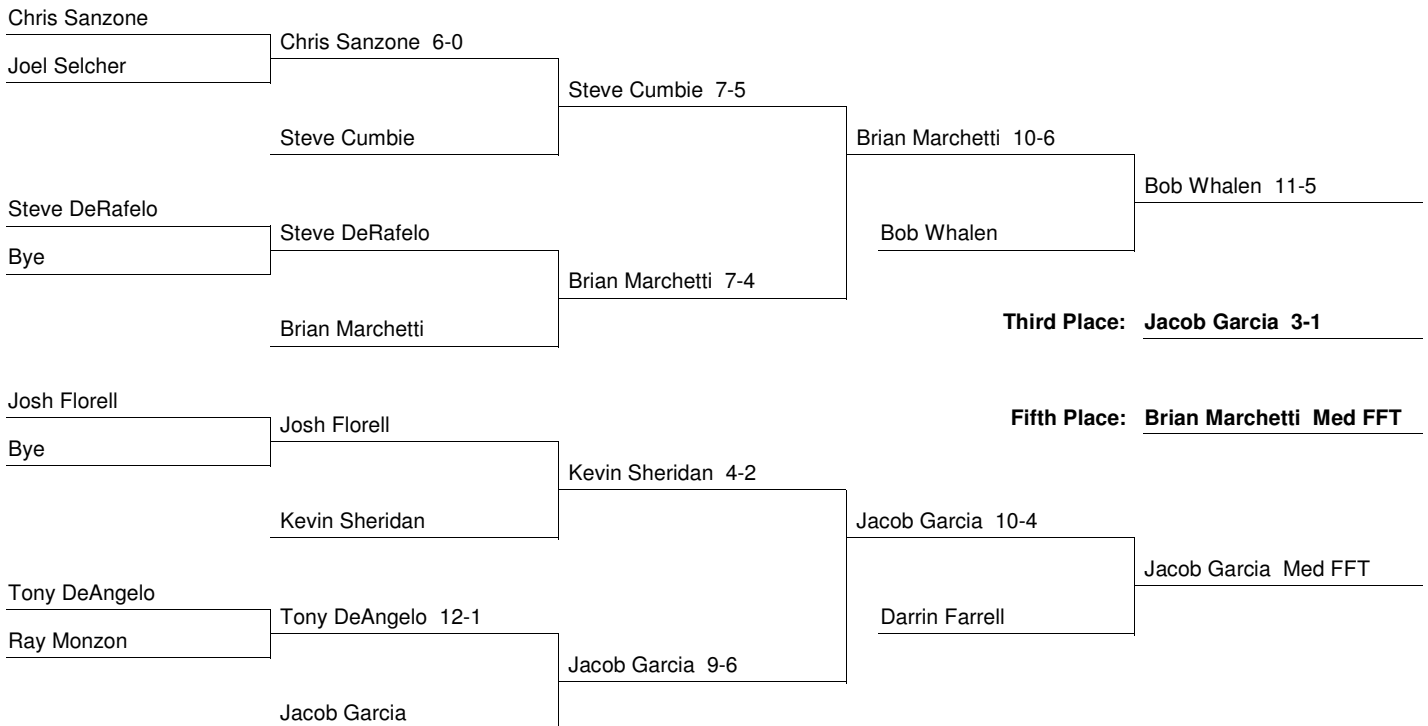 Chris Sanzone
Chris Sanzone 6-0
Joel Selcher
Steve Cumbie 7-5
Steve Cumbie
Brian Marchetti 10-6
Bob Whalen 11-5
Steve DeRafelo
Steve DeRafelo
Bob Whalen
Bye
Brian Marchetti 7-4
Brian Marchetti
Third Place: Jacob Garcia 3-1
Josh Florell
Josh Florell
Fifth Place: Brian Marchetti Med FFT
Bye
Kevin Sheridan 4-2
Kevin Sheridan
Jacob Garcia 10-4
Jacob Garcia Med FFT
Tony DeAngelo
Tony DeAngelo 12-1
Darrin Farrell
Ray Monzon
Jacob Garcia 9-6
Jacob Garcia